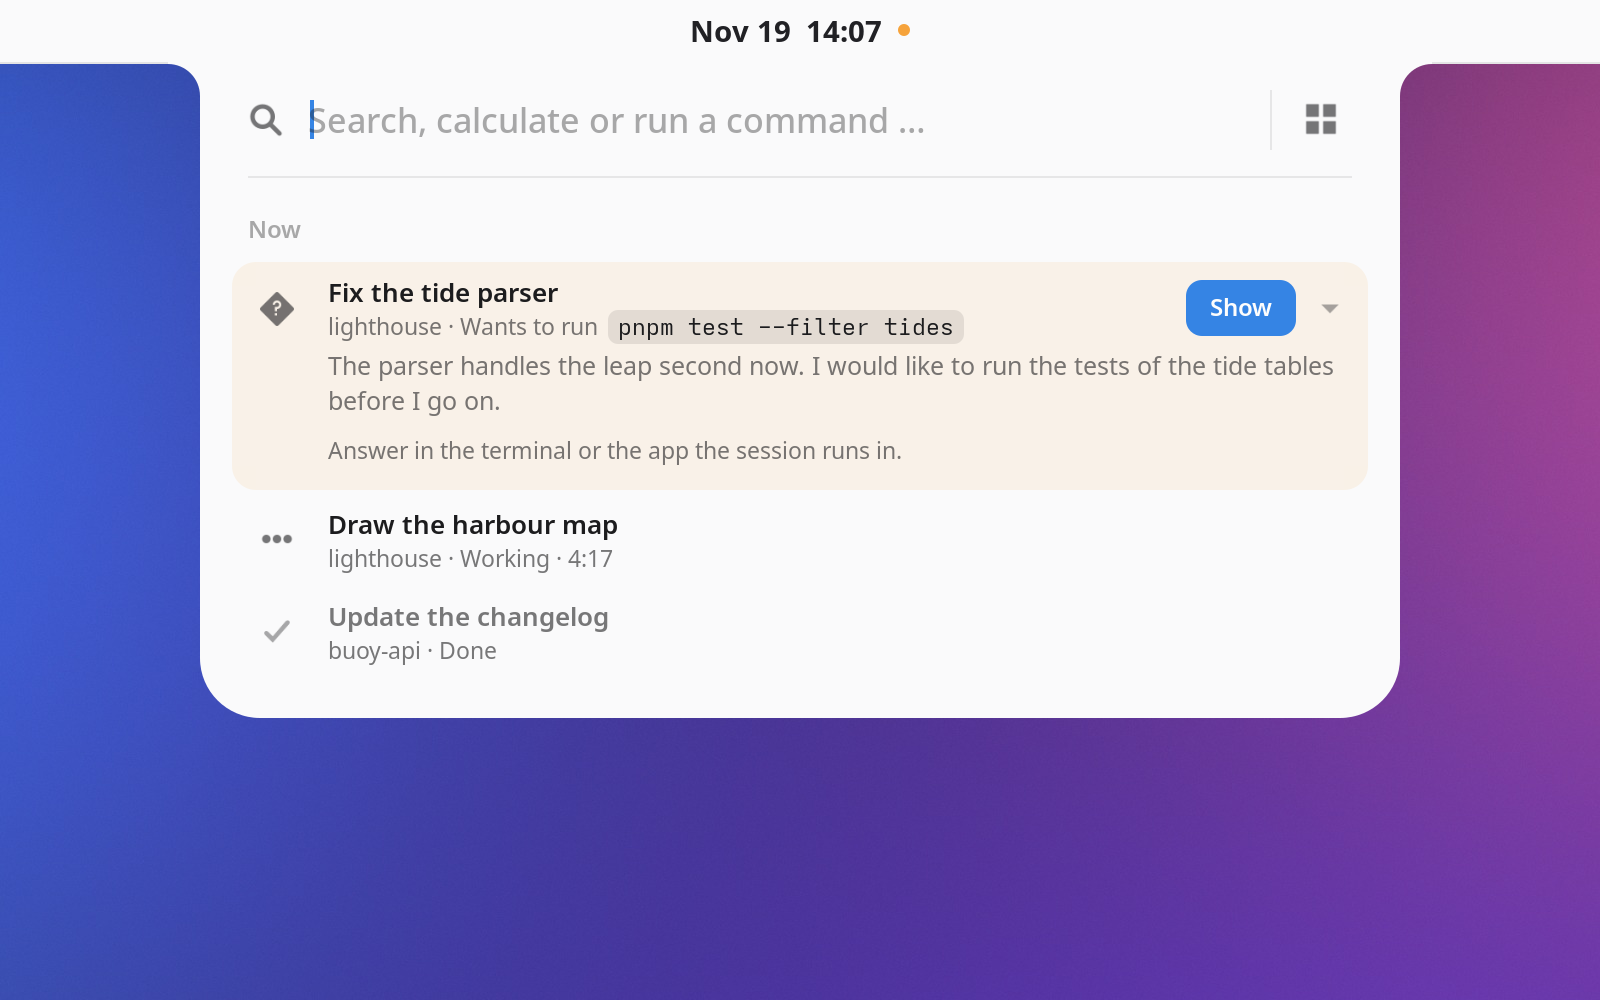 Nov 19 14:07
Search, calculate or run a command ...
Now
Fix the tide parser
Show
lighthouse · Wants to run pnpm test --filter tides
The parser handles the leap second now. I would like to run the tests of the tide tables
before I go on.
Answer in the terminal or the app the session runs in.
Draw the harbour map
lighthouse · Working · 4:17
Update the changelog
buoy-api · Done